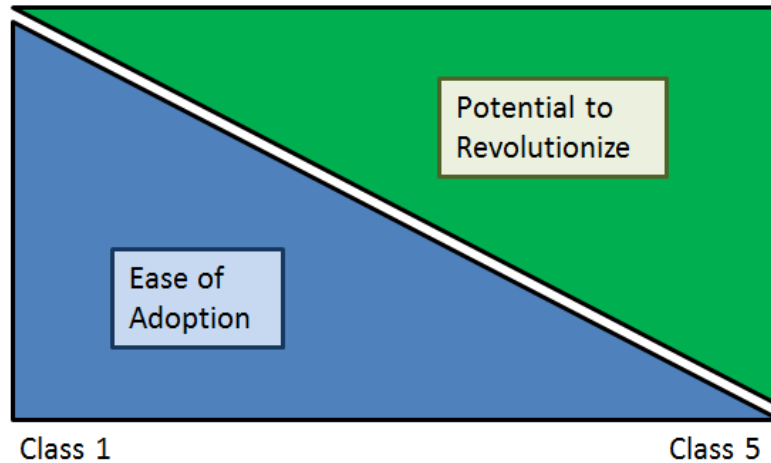 Potential to
Revolutionize
Ease of
Adoption
Class 1
Class 5